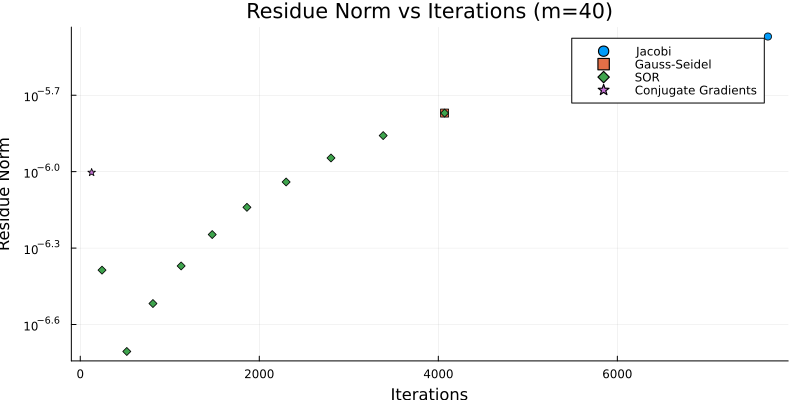 Residue Norm vs Iterations (m=40)
Jacobi
Gauss-Seidel
SOR
Conjugate Gradients
10^−5.7
10^−6.0
10^−6.3
10^−6.6
Residue Norm
0 2000 4000 6000
Iterations